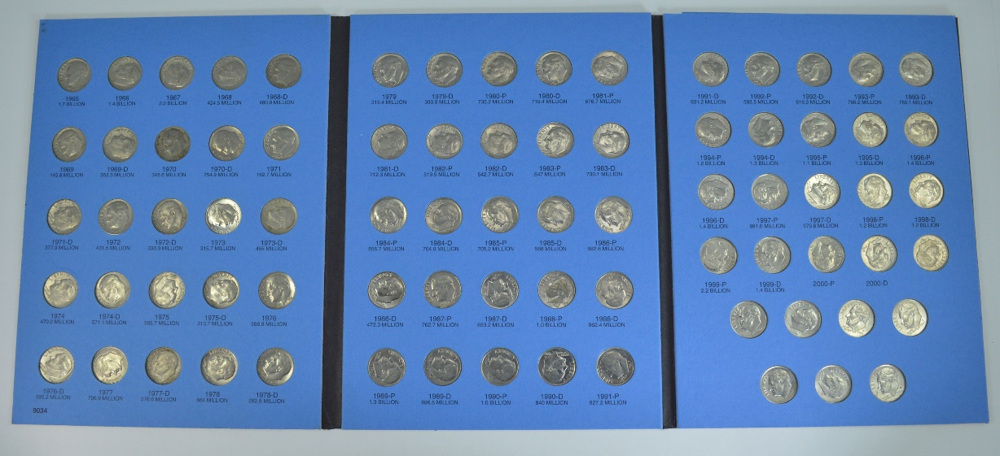 1965 1966 1967 1968 1968-D
1.7 BILLION 1.4 BILLION 2.2 BILLION 424.5 MILLION 480.8 MILLION
1969 1969-D 1970 1970-D 1971
145.8 MILLION 563.3 MILLION 345.6 MILLION 754.9 MILLION 162.7 MILLION
1971-D 1972 1972-D 1973 1973-D
377.9 MILLION 431.5 MILLION 330.3 MILLION 315.7 MILLION 455 MILLION
1974 1974-D 1975 1975-D 1976
470.2 MILLION 571.1 MILLION 585.7 MILLION 313.7 MILLION 568.8 MILLION
1976-D 1977 1977-D 1978 1978-D
695.2 MILLION 796.9 MILLION 376.6 MILLION 664 MILLION 282.8 MILLION
9034
1979 1979-D 1980-P 1980-D 1981-P
315.4 MILLION 390.9 MILLION 735.2 MILLION 719.4 MILLION 676.7 MILLION
1981-D 1982-P 1982-D 1983-P 1983-D
712.3 MILLION 519.5 MILLION 542.7 MILLION 647 MILLION 730.1 MILLION
1984-P 1984-D 1985-P 1985-D 1986-P
856.7 MILLION 704.8 MILLION 705.2 MILLION 588 MILLION 682.6 MILLION
1986-D 1987-P 1987-D 1988-P 1988-D
473.3 MILLION 762.7 MILLION 653.2 MILLION 1.0 BILLION 962.4 MILLION
1989-P 1989-D 1990-P 1990-D 1991-P
1.3 BILLION 896.5 MILLION 1.0 BILLION 840 MILLION 927.2 MILLION
1991-D 1992-P 1992-D 1993-P 1993-D
601.2 MILLION 593.5 MILLION 616.3 MILLION 766.2 MILLION 750.1 MILLION
1994-P 1994-D 1995-P 1995-D 1996-P
1.2 BILLION 1.3 BILLION 1.1 BILLION 1.3 BILLION 1.4 BILLION
1996-D 1997-P 1997-D 1998-P 1998-D
1.4 BILLION 991.6 MILLION 979.8 MILLION 1.2 BILLION 1.2 BILLION
1999-P 1999-D 2000-P 2000-D
2.2 BILLION 1.4 BILLION